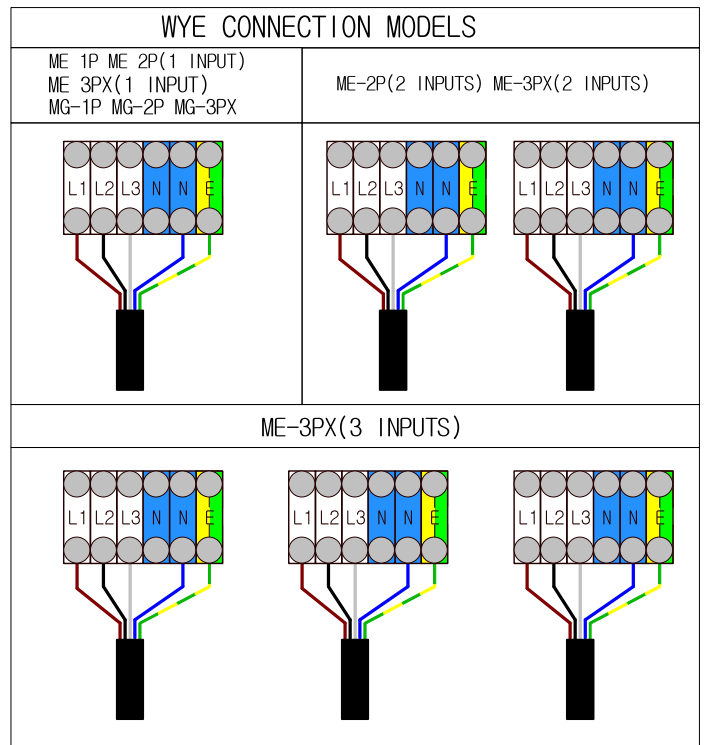 WYE CONNECTION MODELS
ME 1P ME 2P(1 INPUT)
ME 3PX(1 INPUT)
MG-1P MG-2P MG-3PX
ME-2P(2 INPUTS) ME-3PX(2 INPUTS)
L1 L2 L3 N N E
L1 L2 L3 N N E
L1 L2 L3 N N E
ME-3PX(3 INPUTS)
L1 L2 L3 N N E
L1 L2 L3 N N E
L1 L2 L3 N N E